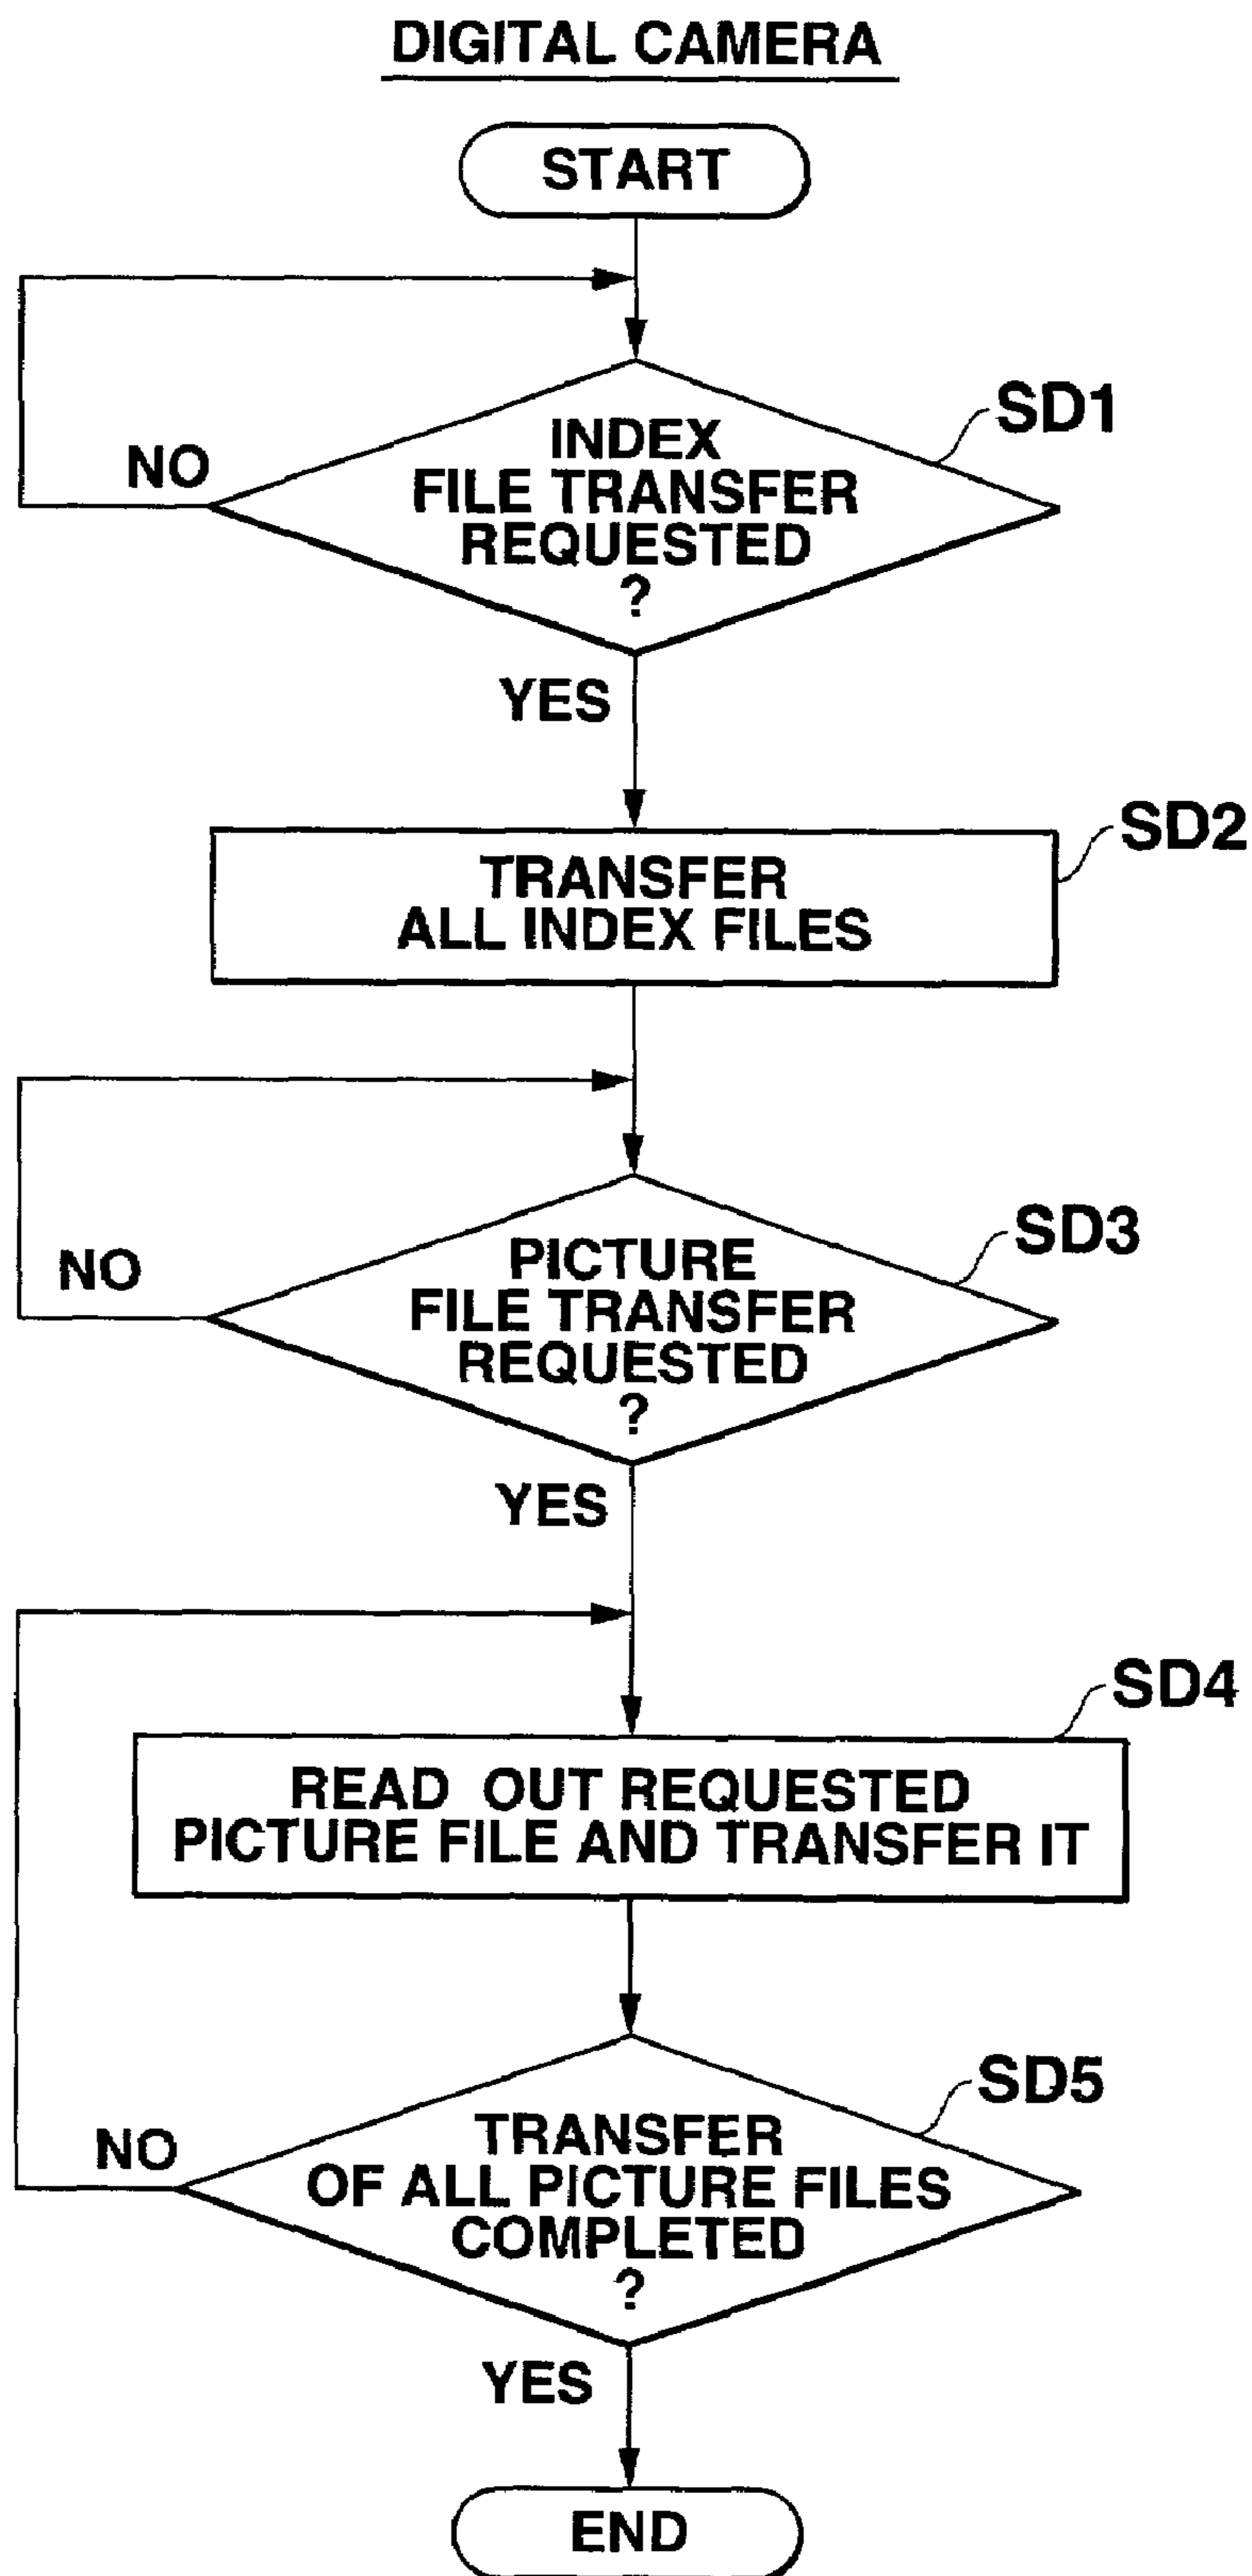 DIGITAL CAMERA
START
SD1
INDEX
FILE TRANSFER
REQUESTED
?
NO
YES
SD2
TRANSFER
ALL INDEX FILES
SD3
PICTURE
FILE TRANSFER
REQUESTED
?
NO
YES
SD4
READ OUT REQUESTED
PICTURE FILE AND TRANSFER IT
SD5
TRANSFER
OF ALL PICTURE FILES
COMPLETED
?
NO
YES
END